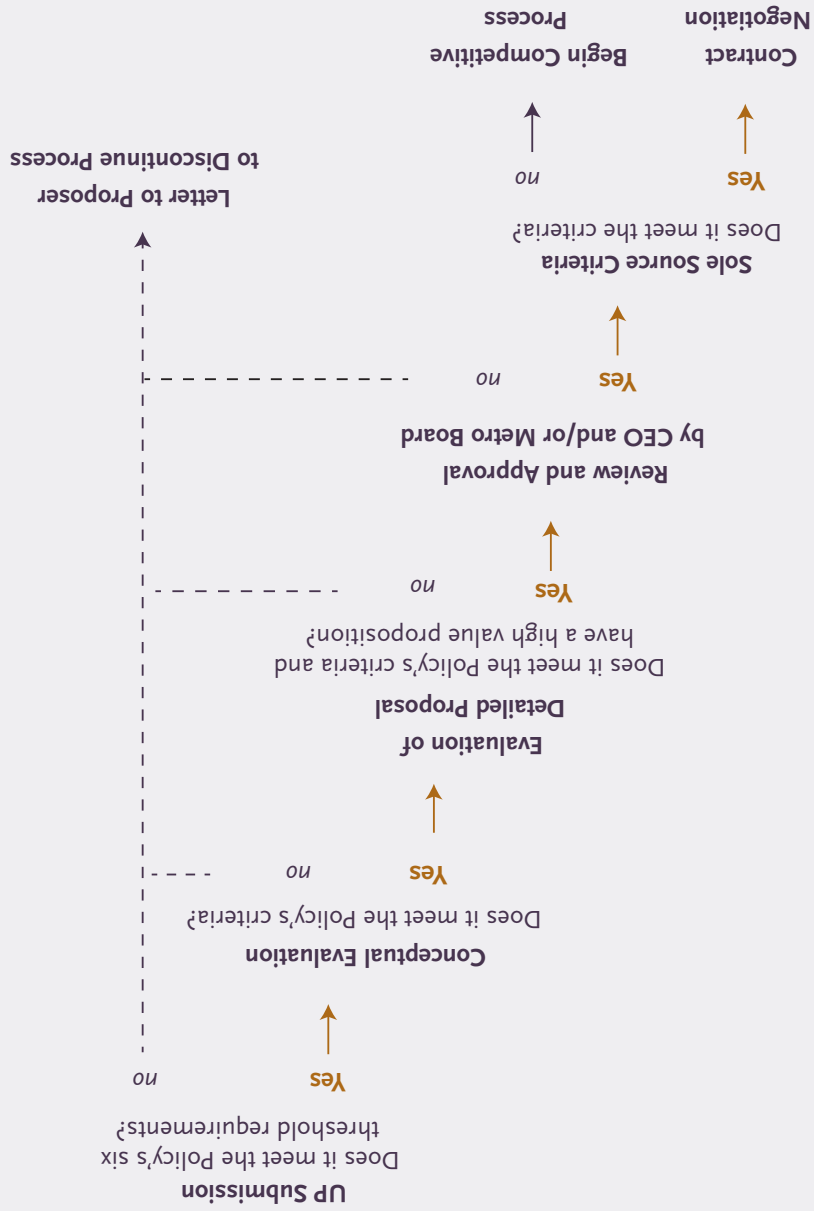 UP Submission
Does it meet the Policy’s six
threshold requirements?
Yes
no
Conceptual Evaluation
Does it meet the Policy’s criteria?
Yes
no
Evaluation of
Detailed Proposal
Does it meet the Policy’s criteria and
have a high value proposition?
Yes
no
Review and Approval
by CEO and/or Metro Board
Yes
no
Sole Source Criteria
Does it meet the criteria?
Yes
no
Contract
Negotiation
Begin Competitive
Process
Letter to Proposer
to Discontinue Process